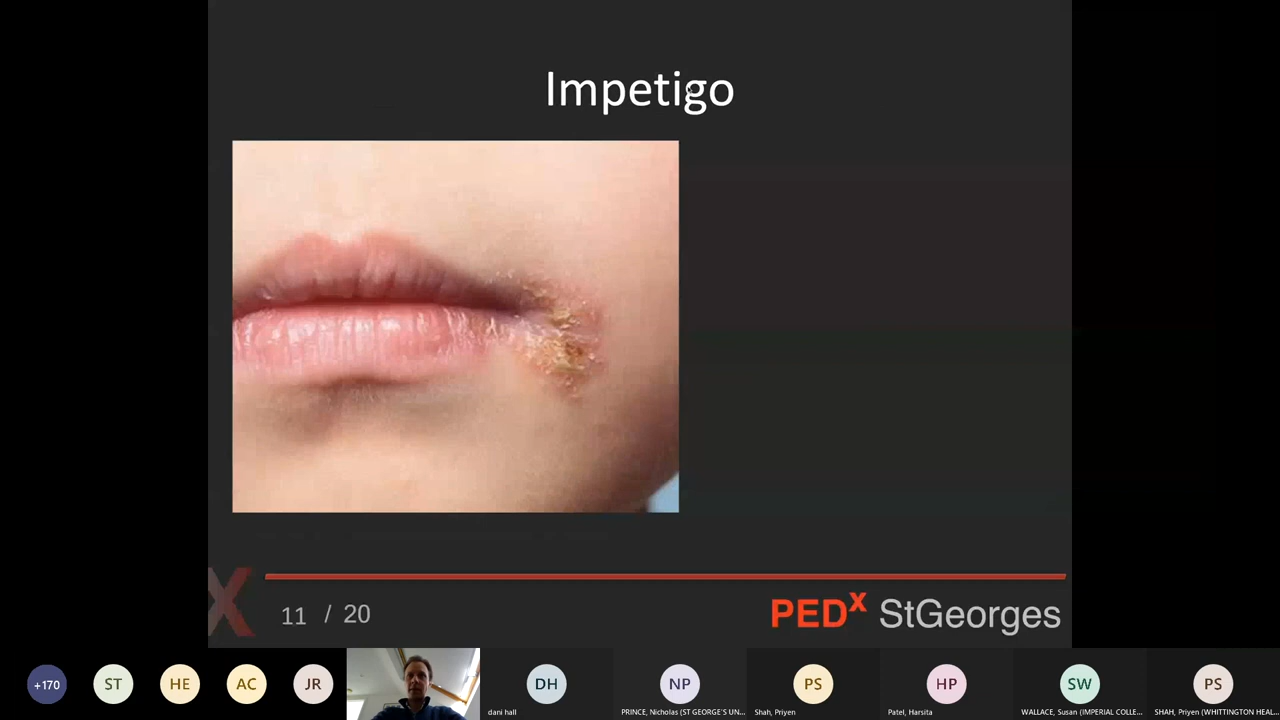 Impetigo
X
11 / 20
PEDX StGeorges
+170
ST
HE
AC
JR
DH
dani hall
NP
PRINCE, Nicholas (ST GEORGE'S UN...
PS
Shah, Priyen
HP
Patel, Harsita
SW
WALLACE, Susan (IMPERIAL COLLE...
PS
SHAH, Priyen (WHITTINGTON HEAL...